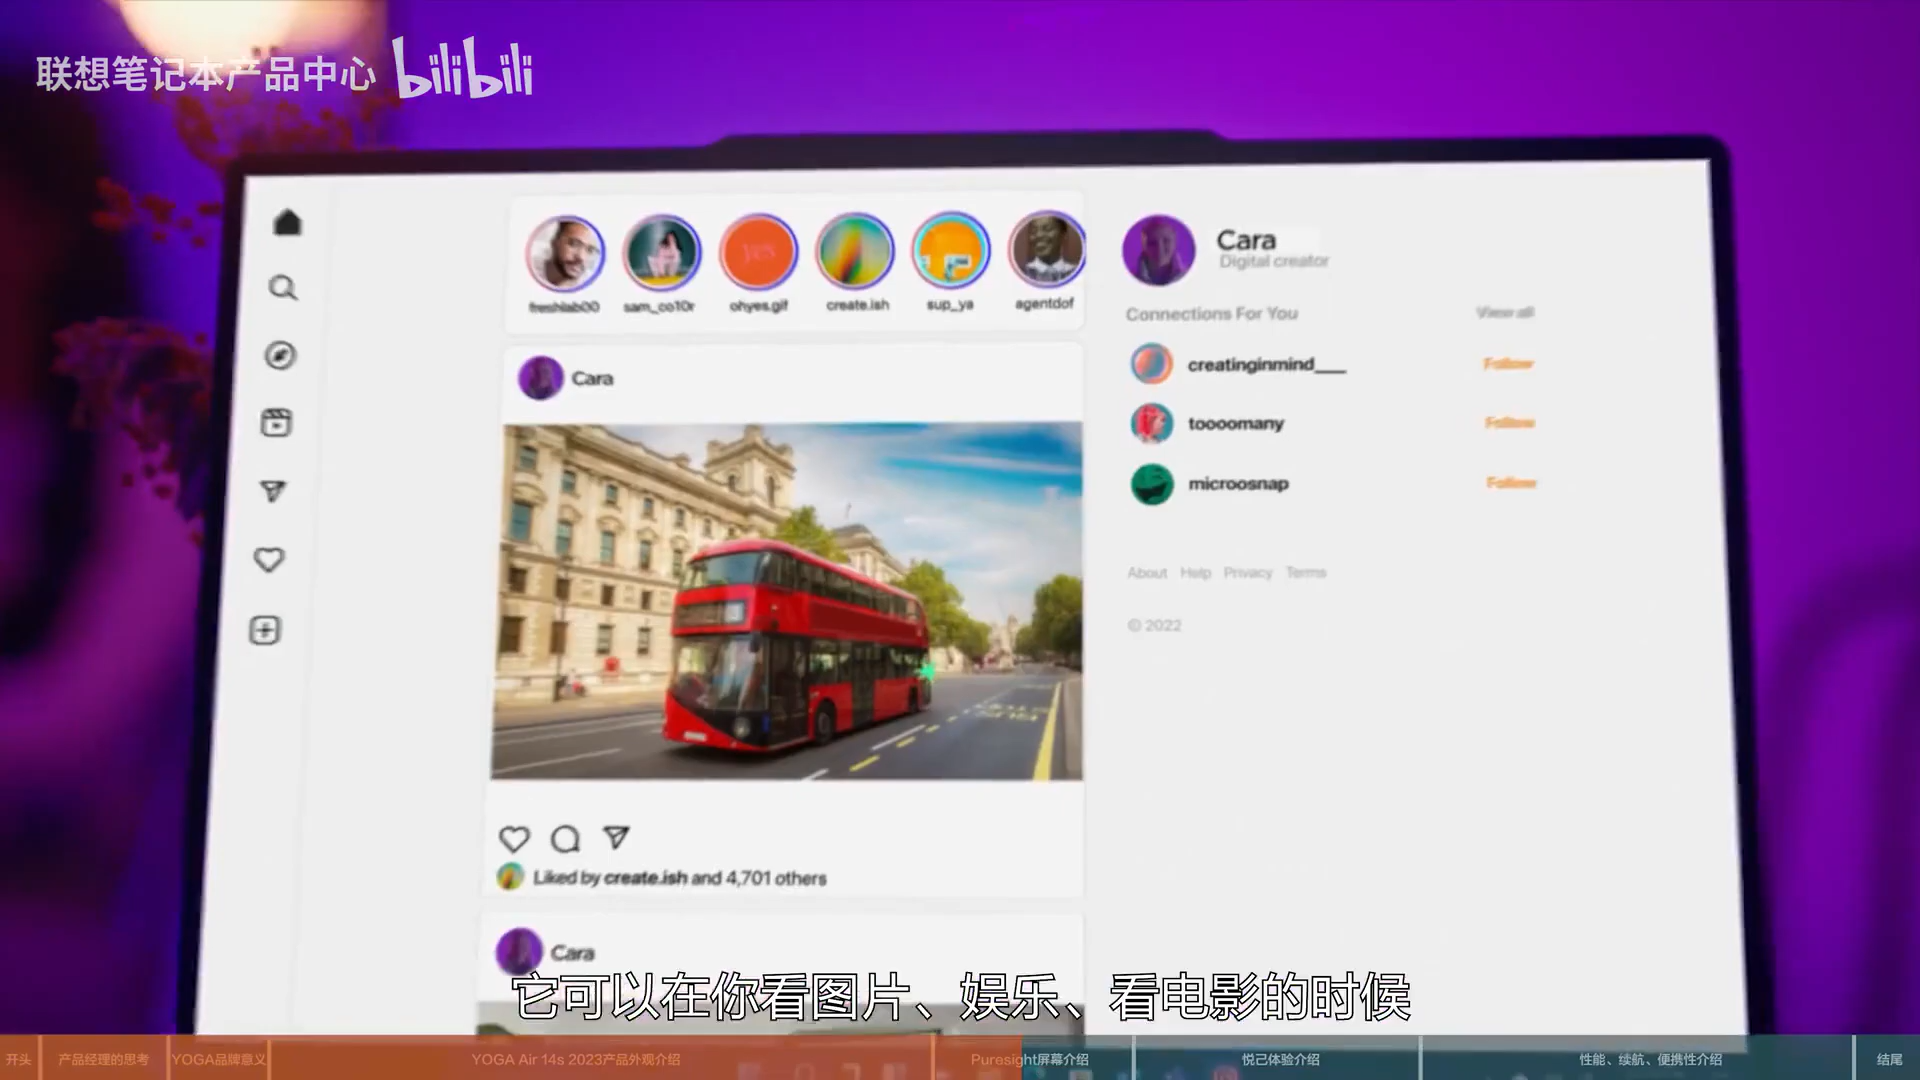 联想笔记本产品中心 bilibili
freshlab00 sam_co10r ohyes.gif create.ish sup_ya agentdof
yes
Cara
Digital creator
Connections For You View all
creatinginmind___ Follow
toooomany Follow
microosnap Follow
About Help Privacy Terms
© 2022
Cara
Liked by create.ish and 4,701 others
Cara
它可以在你看图片、娱乐、看电影的时候
开头 产品经理的思考 YOGA品牌意义 YOGA Air 14s 2023产品外观介绍 Puresight屏幕介绍 悦己体验介绍 性能、续航、便携性介绍 结尾